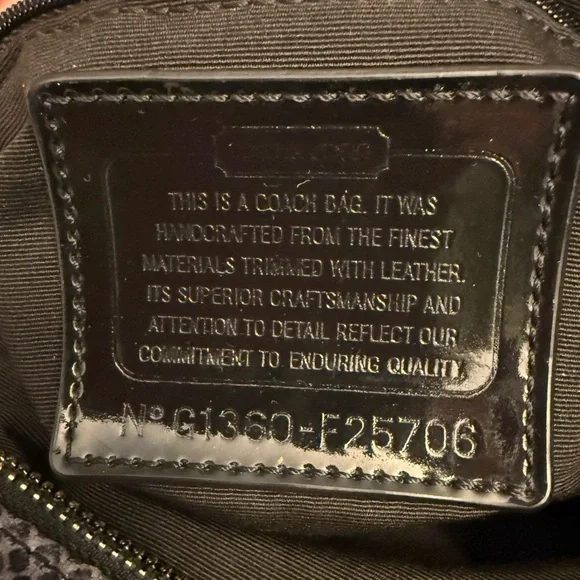 THIS IS A COACH BAG. IT WAS
HANDCRAFTED FROM THE FINEST
MATERIALS TRIMMED WITH LEATHER.
ITS SUPERIOR CRAFTSMANSHIP AND
ATTENTION TO DETAIL REFLECT OUR
COMMITMENT TO ENDURING QUALITY.
Nº G1360-F25706